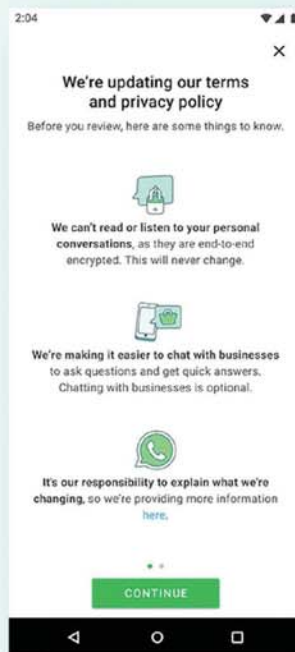 2:04
We're updating our terms
and privacy policy
Before you review, here are some things to know.
We can't read or listen to your personal
conversations, as they are end-to-end
encrypted. This will never change.
We're making it easier to chat with businesses
to ask questions and get quick answers.
Chatting with businesses is optional.
It's our responsibility to explain what we're
changing, so we're providing more information
here.
CONTINUE